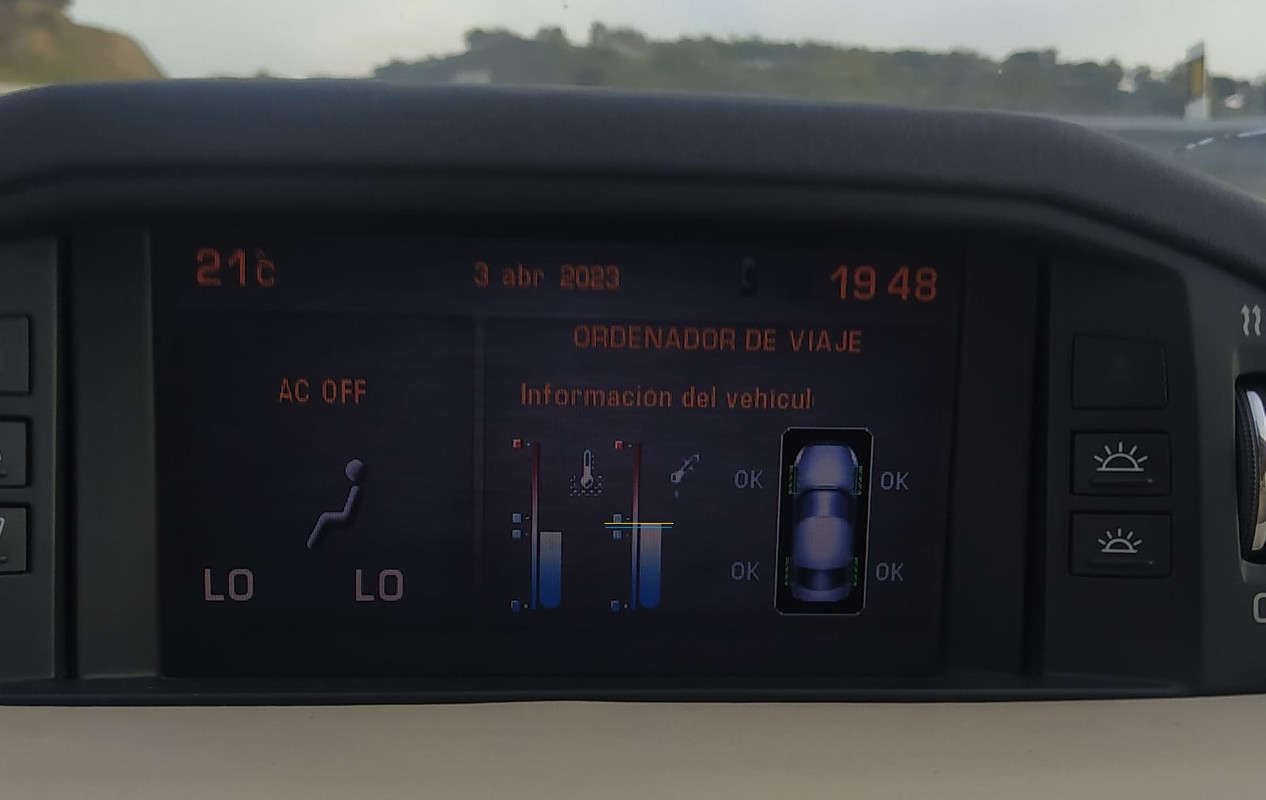 21°C
3 abr 2023
19 48
ORDENADOR DE VIAJE
AC OFF
Información del vehícul
OK
OK
OK
OK
LO
LO